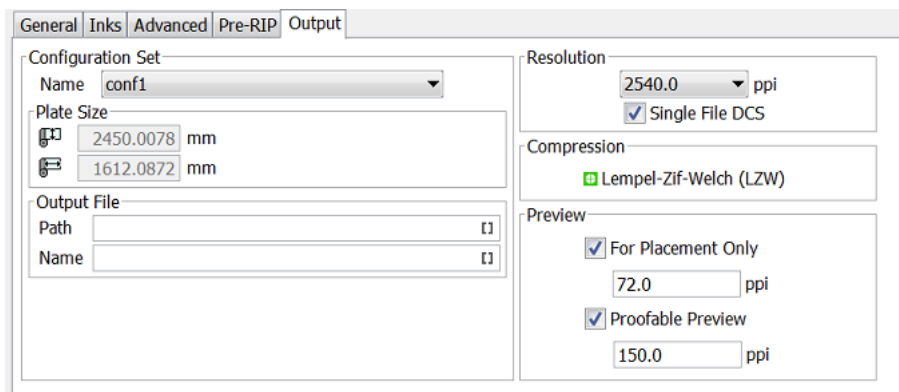 General Inks Advanced Pre-RIP Output
Configuration Set
Name conf1
Plate Size
2450.0078 mm
1612.0872 mm
Output File
Path []
Name []
Resolution
2540.0 ppi
Single File DCS
Compression
Lempel-Zif-Welch (LZW)
Preview
For Placement Only
72.0 ppi
Proofable Preview
150.0 ppi